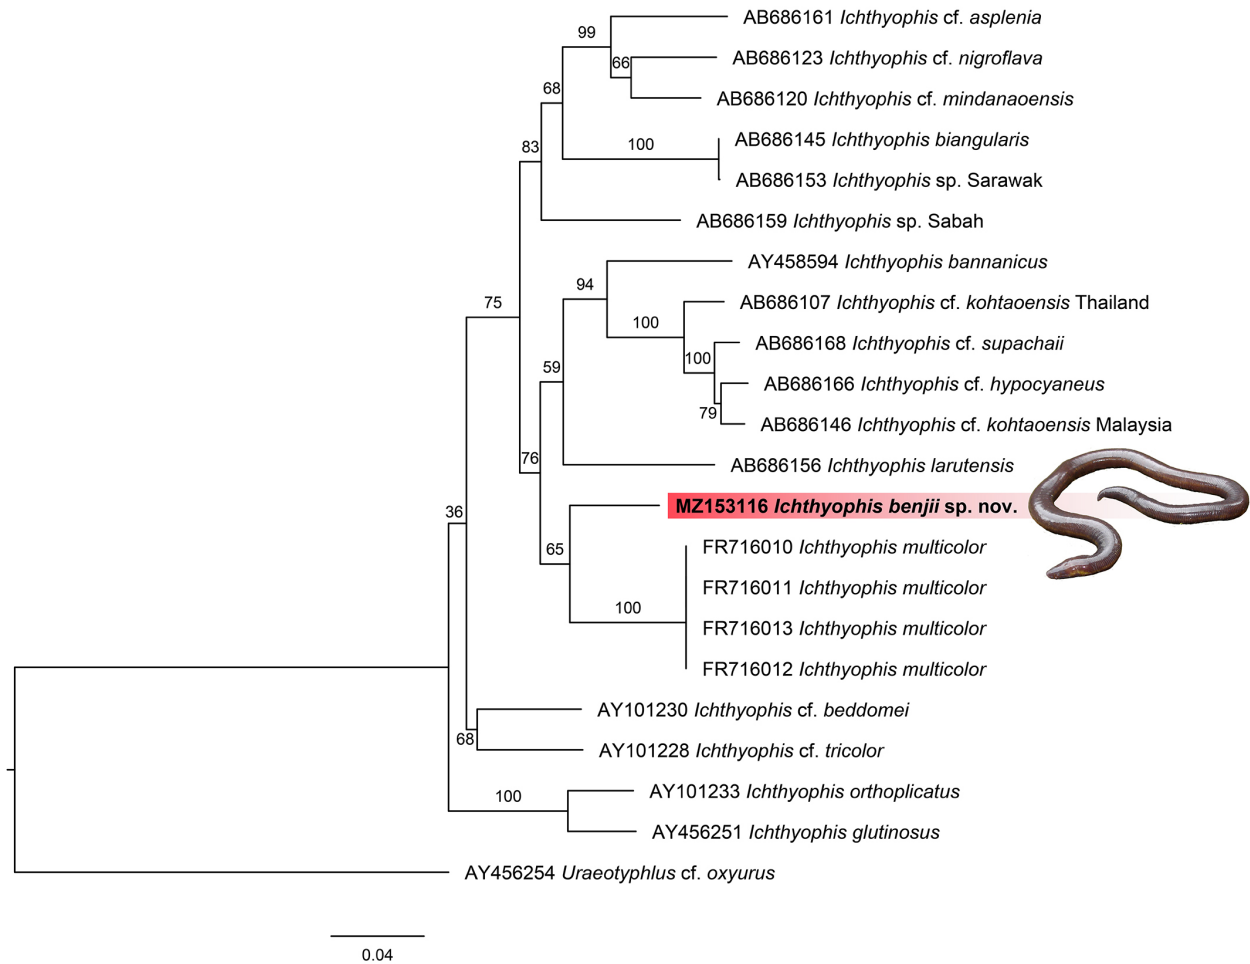 99
AB686161 Ichthyophis cf. asplenia
66
AB686123 Ichthyophis cf. nigroflava
68
AB686120 Ichthyophis cf. mindanaoensis
83
100
AB686145 Ichthyophis biangularis
AB686153 Ichthyophis sp. Sarawak
AB686159 Ichthyophis sp. Sabah
75
94
AY458594 Ichthyophis bannanicus
100
AB686107 Ichthyophis cf. kohtaoensis Thailand
100
AB686168 Ichthyophis cf. supachaii
59
79
AB686166 Ichthyophis cf. hypocyaneus
AB686146 Ichthyophis cf. kohtaoensis Malaysia
76
AB686156 Ichthyophis larutensis
36
MZ153116 Ichthyophis benjii sp. nov.
65
FR716010 Ichthyophis multicolor
FR716011 Ichthyophis multicolor
100
FR716013 Ichthyophis multicolor
FR716012 Ichthyophis multicolor
68
AY101230 Ichthyophis cf. beddomei
AY101228 Ichthyophis cf. tricolor
100
AY101233 Ichthyophis orthoplicatus
AY456251 Ichthyophis glutinosus
AY456254 Uraeotyphlus cf. oxyurus
0.04